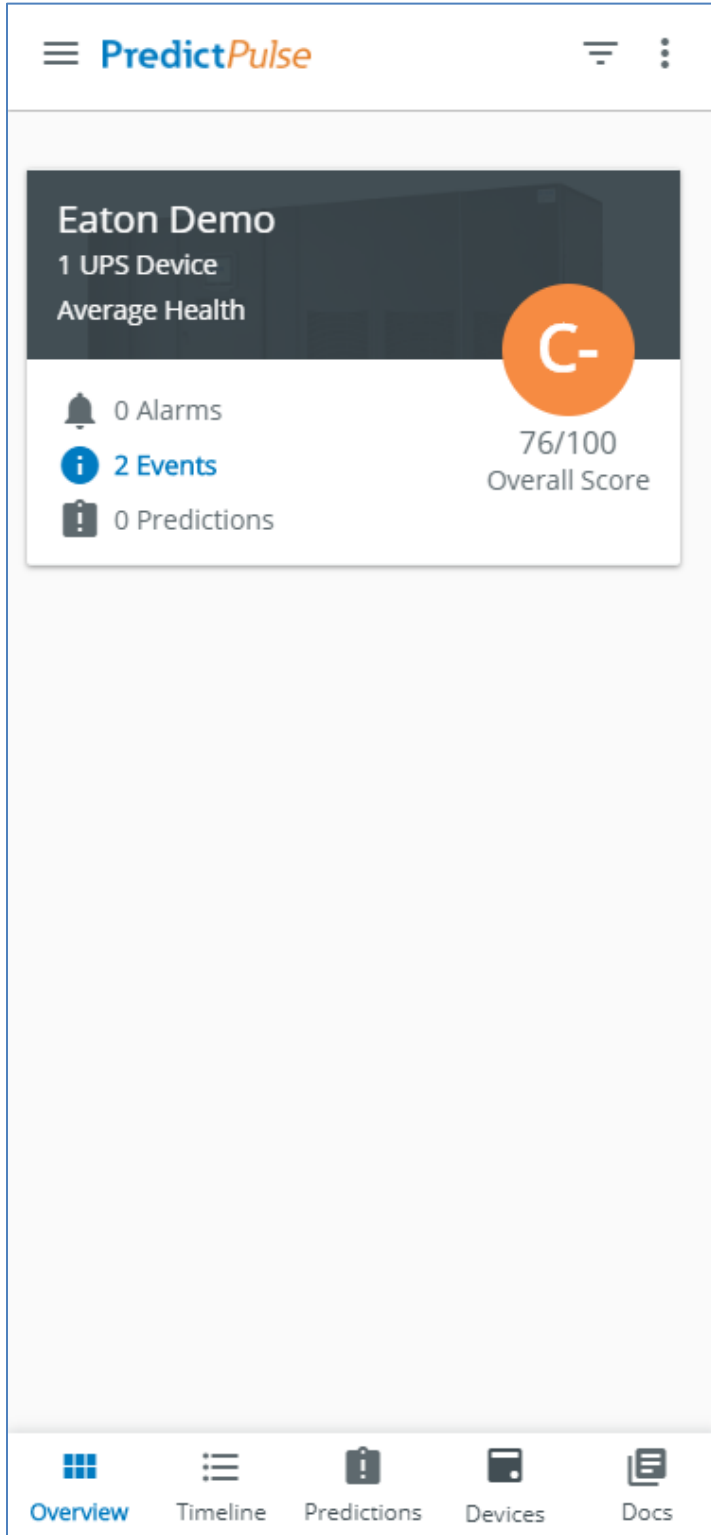 PredictPulse
Eaton Demo
1 UPS Device
Average Health
C-
0 Alarms
2 Events
0 Predictions
76/100
Overall Score
Overview
Timeline
Predictions
Devices
Docs